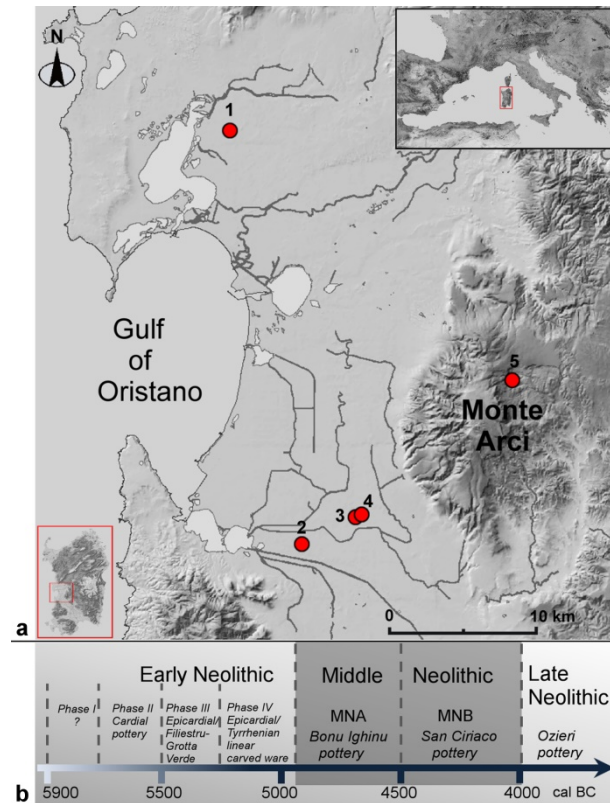 N
1
Gulf
of
Oristano
5
Monte
Arci
4
3
2
0 10 km
a
Early Neolithic Middle Neolithic Late
Neolithic
Phase I
?
Phase II
Cardial
pottery
Phase III
Epicardial/
Filiestru-
Grotta
Verde
Phase IV
Epicardial/
Tyrrhenian
linear
carved ware
MNA
Bonu Ighinu
pottery
MNB
San Ciriaco
pottery
Ozieri
pottery
b
5900 5500 5000 4500 4000 cal BC